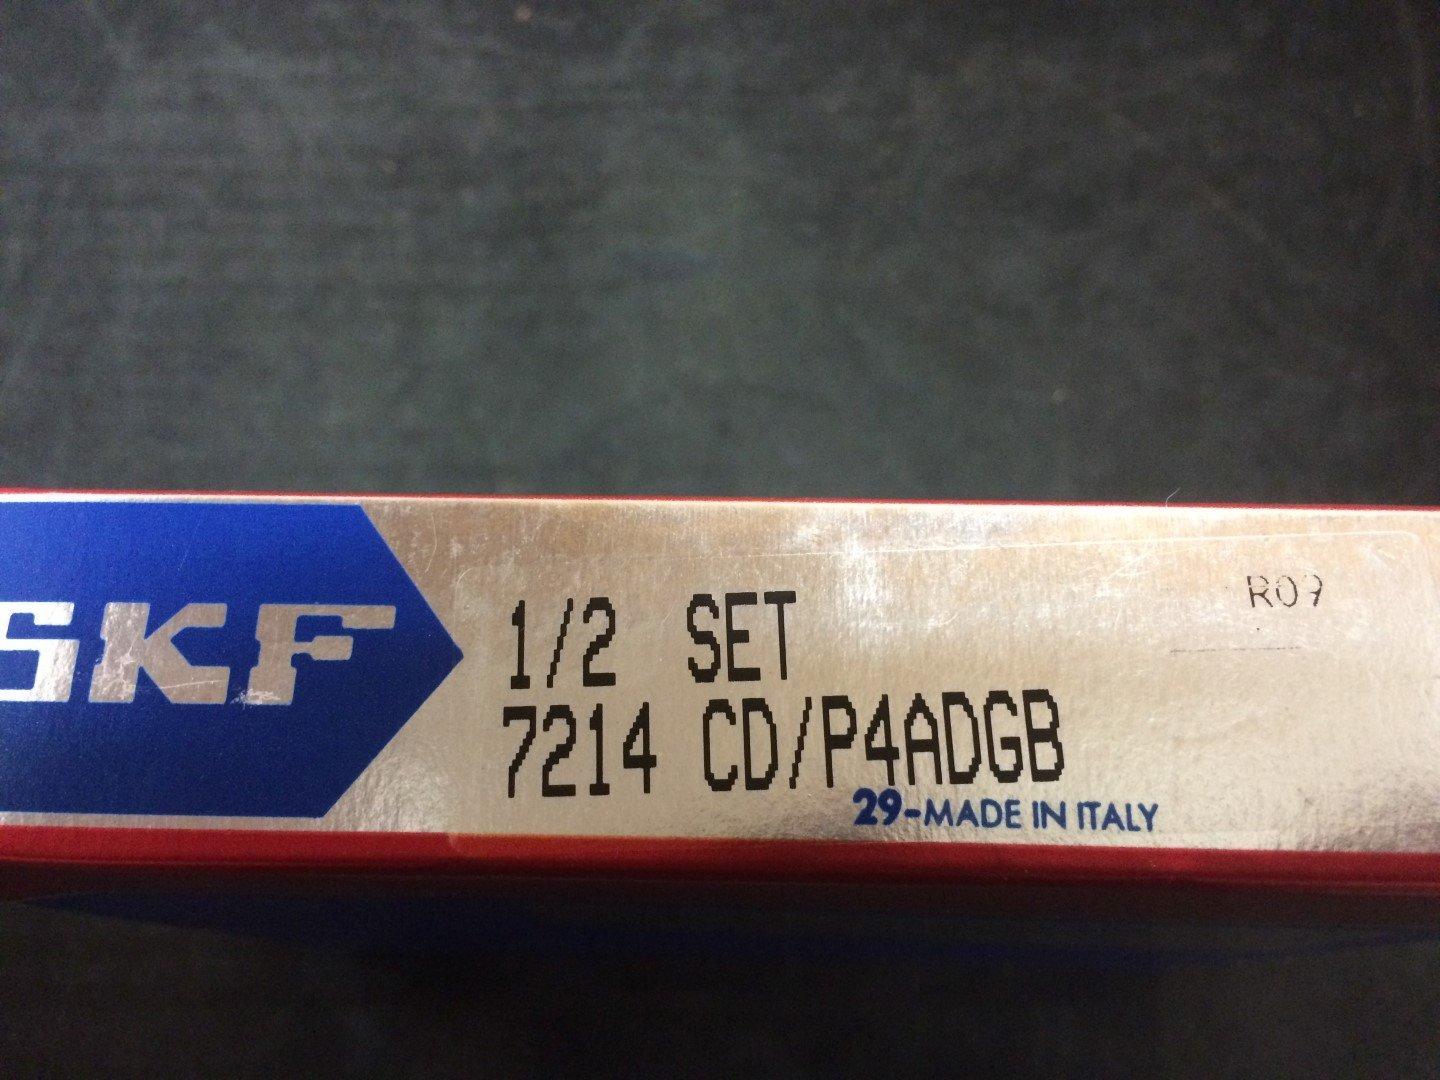 SKF
1/2 SET
R09
7214 CD/P4ADGB
29-MADE IN ITALY